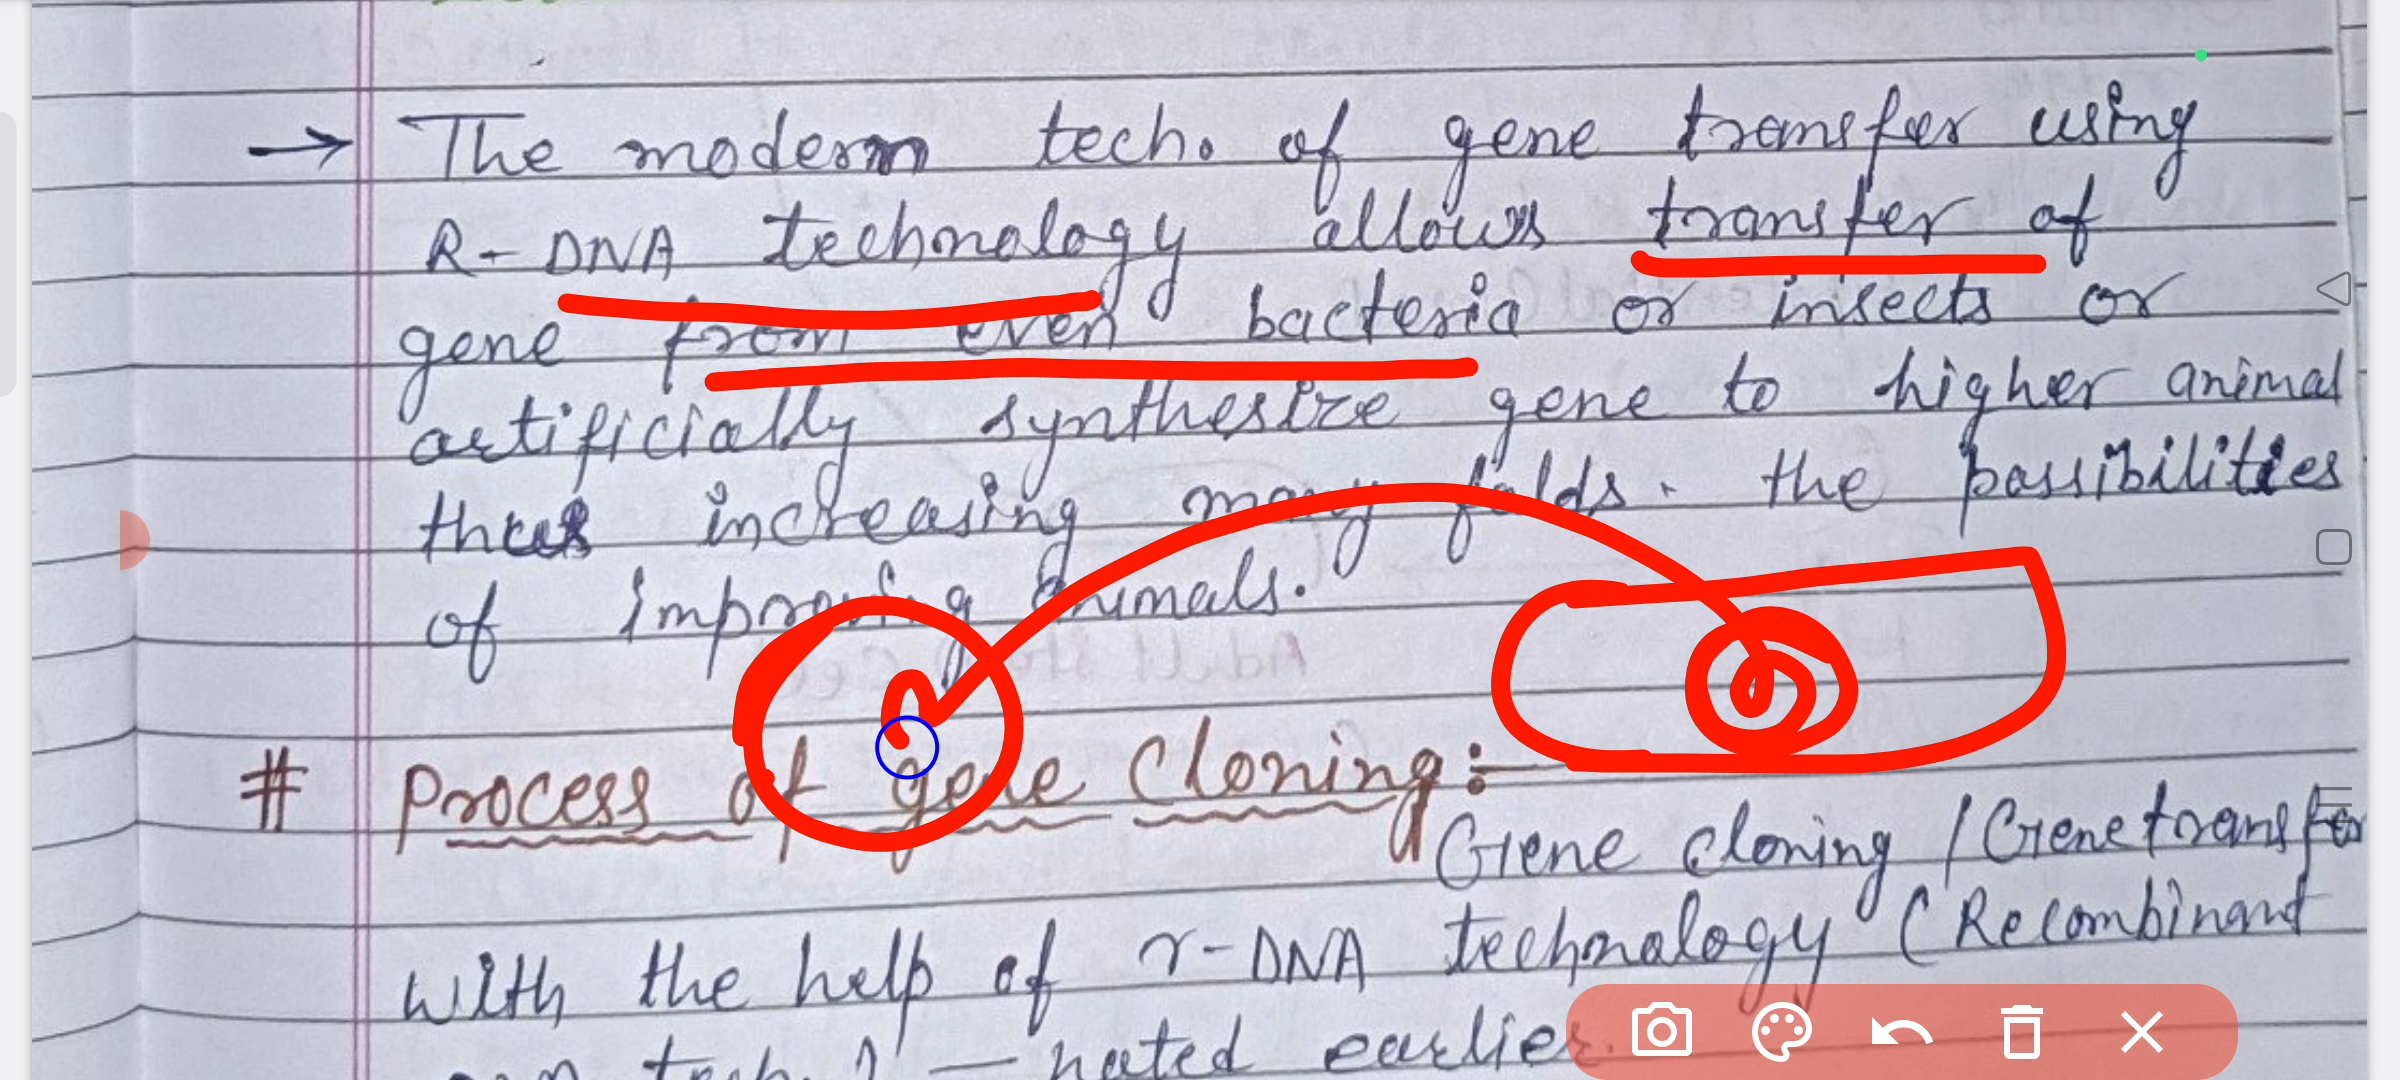 → The modern tech. of gene transfer using
R-DNA technology allows transfer of
gene from even bacteria or insects or
artificially synthesize gene to higher animal
thus increasing many folds. the possibilities
of improving animals.
# Process of gene Cloning:-
Gene cloning / Gene transfer
with the help of r-DNA technology (Recombinant
tech.) - noted earlier.